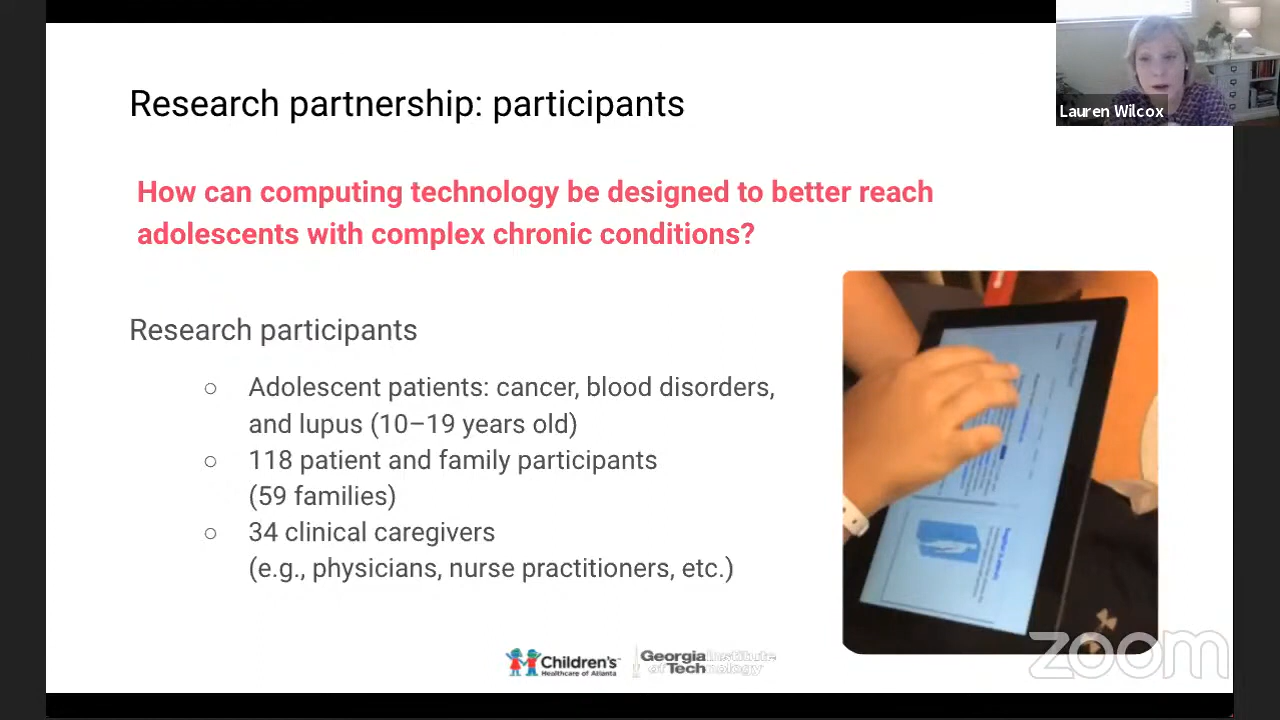 Research partnership: participants
Lauren Wilcox
How can computing technology be designed to better reach
adolescents with complex chronic conditions?
Research participants
○ Adolescent patients: cancer, blood disorders,
and lupus (10–19 years old)
○ 118 patient and family participants
(59 families)
○ 34 clinical caregivers
(e.g., physicians, nurse practitioners, etc.)
Children's
Healthcare of Atlanta
Georgia Institute
of Technology
zoom